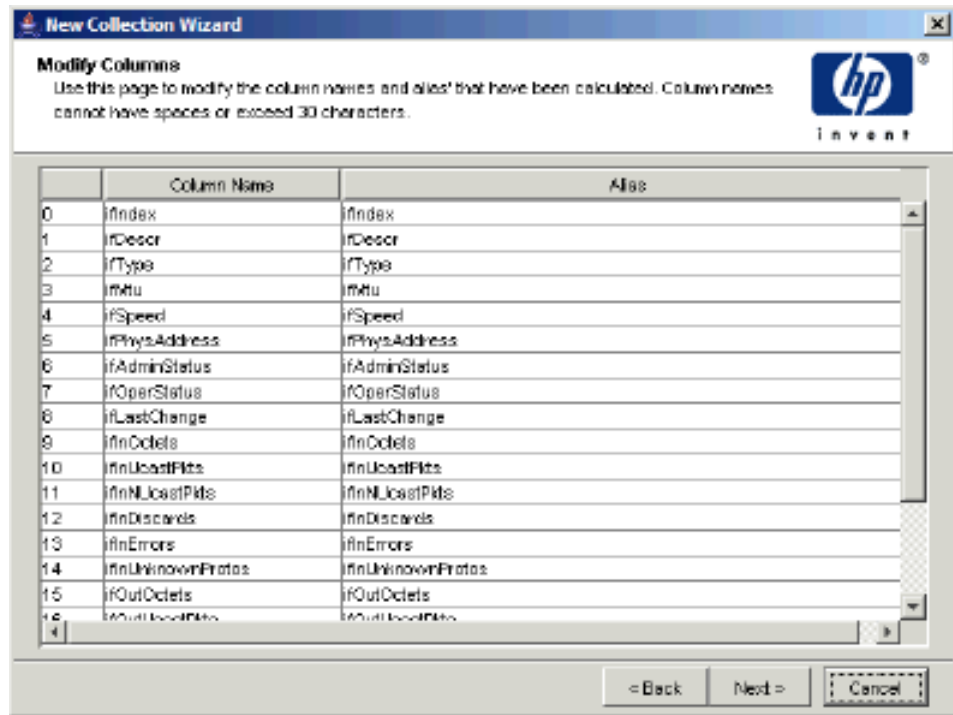 New Collection Wizard
Modify Columns
Use this page to modify the column names and alias' that have been calculated. Column names
cannot have spaces or exceed 30 characters.
hp
®
invent
Column Name Alias
0 ifIndex ifIndex
1 ifDescr ifDescr
2 ifType ifType
3 ifMtu ifMtu
4 ifSpeed ifSpeed
5 ifPhysAddress ifPhysAddress
6 ifAdminStatus ifAdminStatus
7 ifOperStatus ifOperStatus
8 ifLastChange ifLastChange
9 ifInOctets ifInOctets
10 ifInUcastPkts ifInUcastPkts
11 ifInNUcastPkts ifInNUcastPkts
12 ifInDiscards ifInDiscards
13 ifInErrors ifInErrors
14 ifInUnknownProtos ifInUnknownProtos
15 ifOutOctets ifOutOctets
16 ifOutUcastPkts ifOutUcastPkts
< Back Next > Cancel